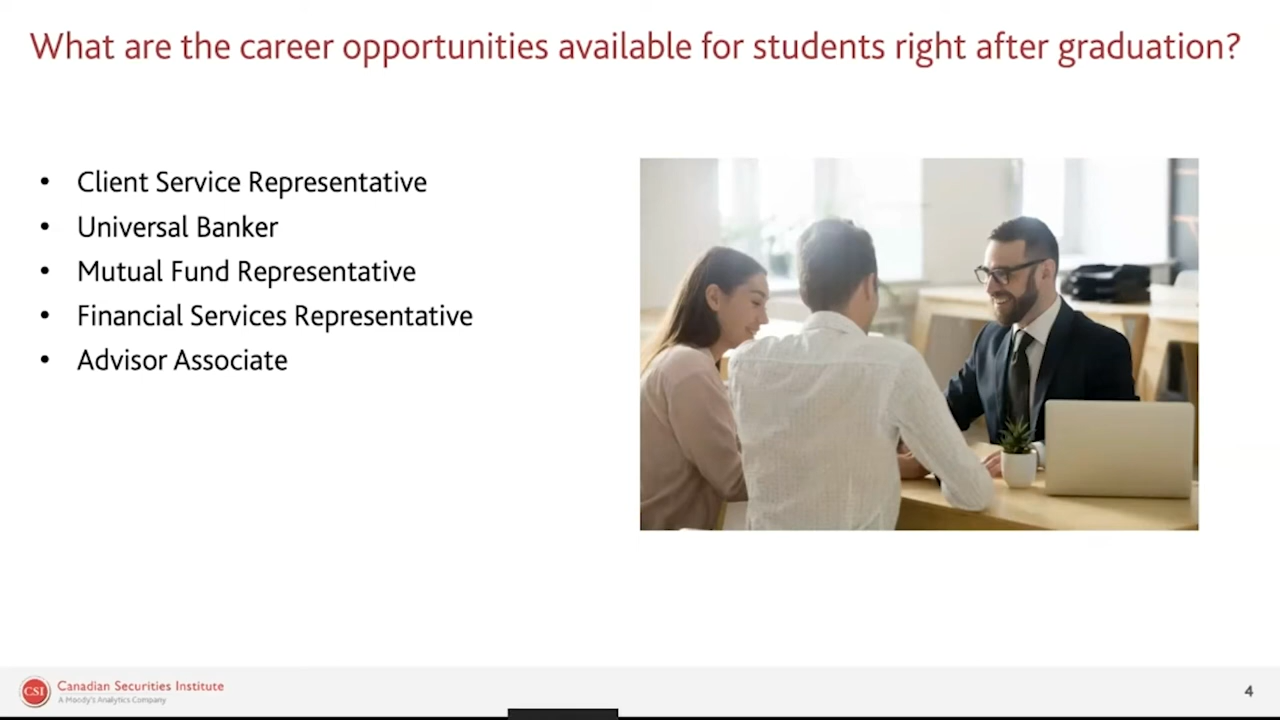 What are the career opportunities available for students right after graduation?
• Client Service Representative
• Universal Banker
• Mutual Fund Representative
• Financial Services Representative
• Advisor Associate
CSI
Canadian Securities Institute
A Moody's Analytics Company
4